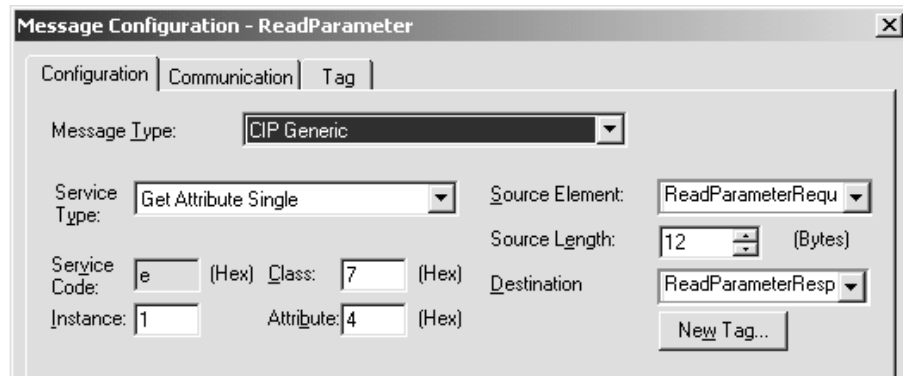 Message Configuration - ReadParameter
Configuration Communication Tag
Message Type: CIP Generic
Service Type: Get Attribute Single
Source Element: ReadParameterRequ
Source Length: 12 (Bytes)
Service Code: e (Hex) Class: 7 (Hex)
Destination ReadParameterResp
Instance: 1 Attribute: 4 (Hex)
New Tag...